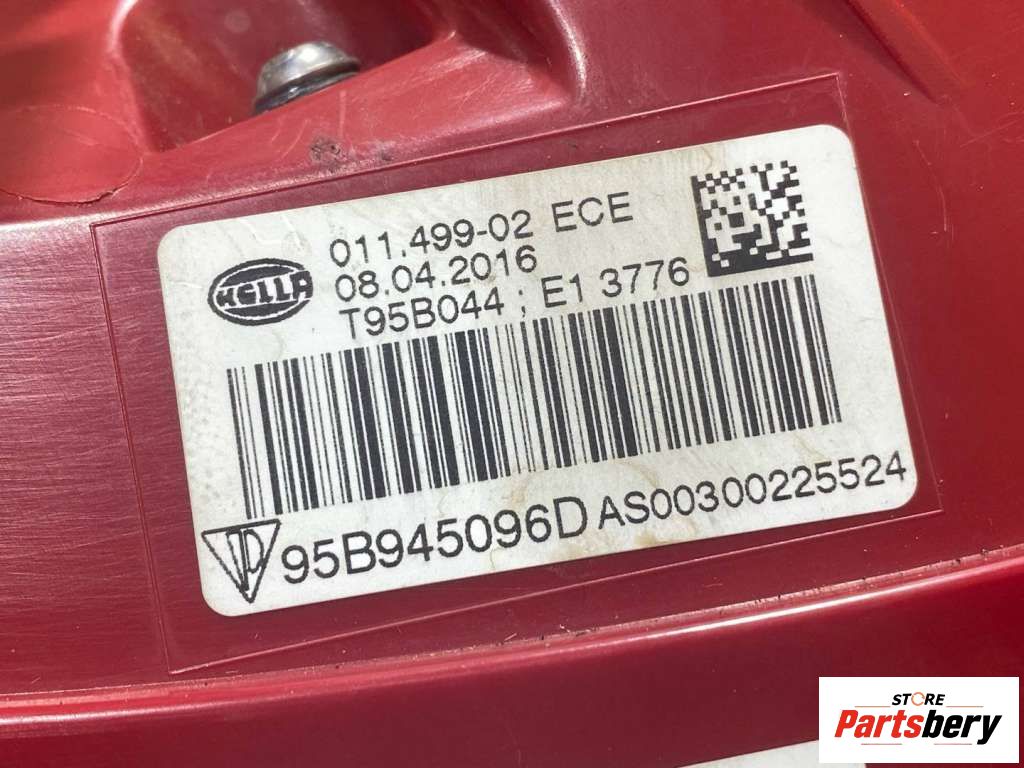 011.499-02 ECE
08.04.2016
HELLA
T95B044 ; E1 3776
95B945096D AS00300225524
STORE
Partsbery